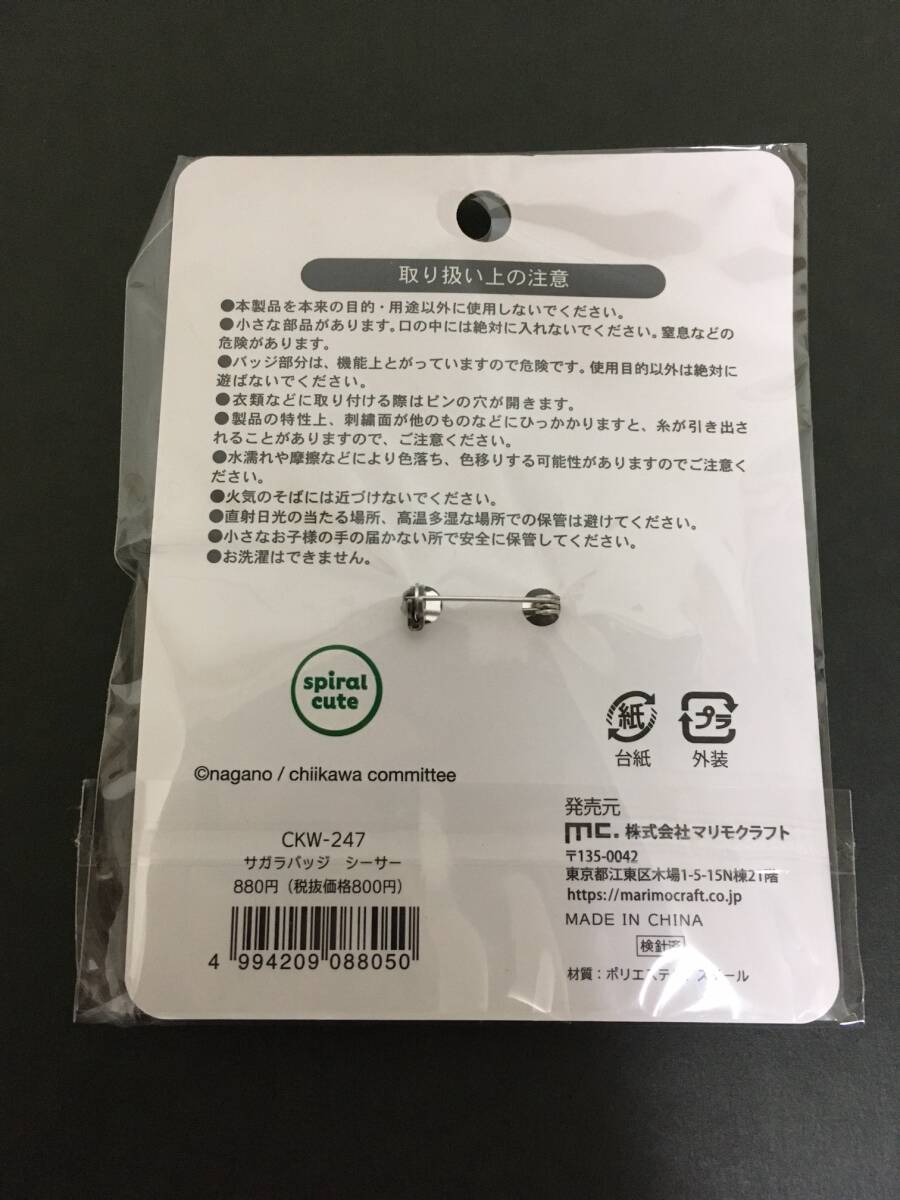 取り扱い上の注意
●本製品を本来の目的・用途以外に使用しないでください。
●小さな部品があります。口の中には絶対に入れないでください。窒息などの
危険があります。
●バッジ部分は、機能上とがっていますので危険です。使用目的以外は絶対に
遊ばないでください。
●衣類などに取り付ける際はピンの穴が開きます。
●製品の特性上、刺繍面が他のものなどにひっかかりますと、糸が引き出さ
れることがありますので、ご注意ください。
●水濡れや摩擦などにより色落ち、色移りする可能性がありますのでご注意く
ださい。
●火気のそばには近づけないでください。
●直射日光の当たる場所、高温多湿な場所での保管は避けてください。
●小さなお子様の手の届かない所で安全に保管してください。
●お洗濯はできません。
spiral
cute
紙
台紙
プラ
外装
©nagano / chiikawa committee
CKW-247
サガラバッジ シーサー
880円（税抜価格800円）
4 994209 088050
発売元
mc. 株式会社マリモクラフト
〒135-0042
東京都江東区木場1-5-15N棟21階
https://marimocraft.co.jp
MADE IN CHINA
検針済
材質：ポリエステル